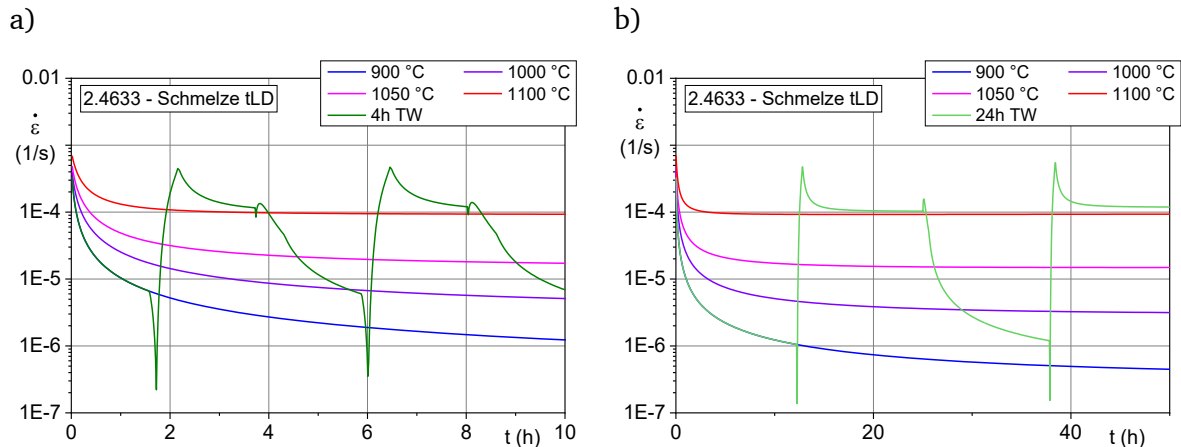 a)
0.01
ε̇
(1/s)
1E-4
1E-5
1E-6
1E-7
2.4633 - Schmelze tLD
900 °C
1000 °C
1050 °C
1100 °C
4h TW
0
2
4
6
8
10
t (h)
b)
0.01
ε̇
(1/s)
1E-4
1E-5
1E-6
1E-7
2.4633 - Schmelze tLD
900 °C
1000 °C
1050 °C
1100 °C
24h TW
0
20
40
t (h)